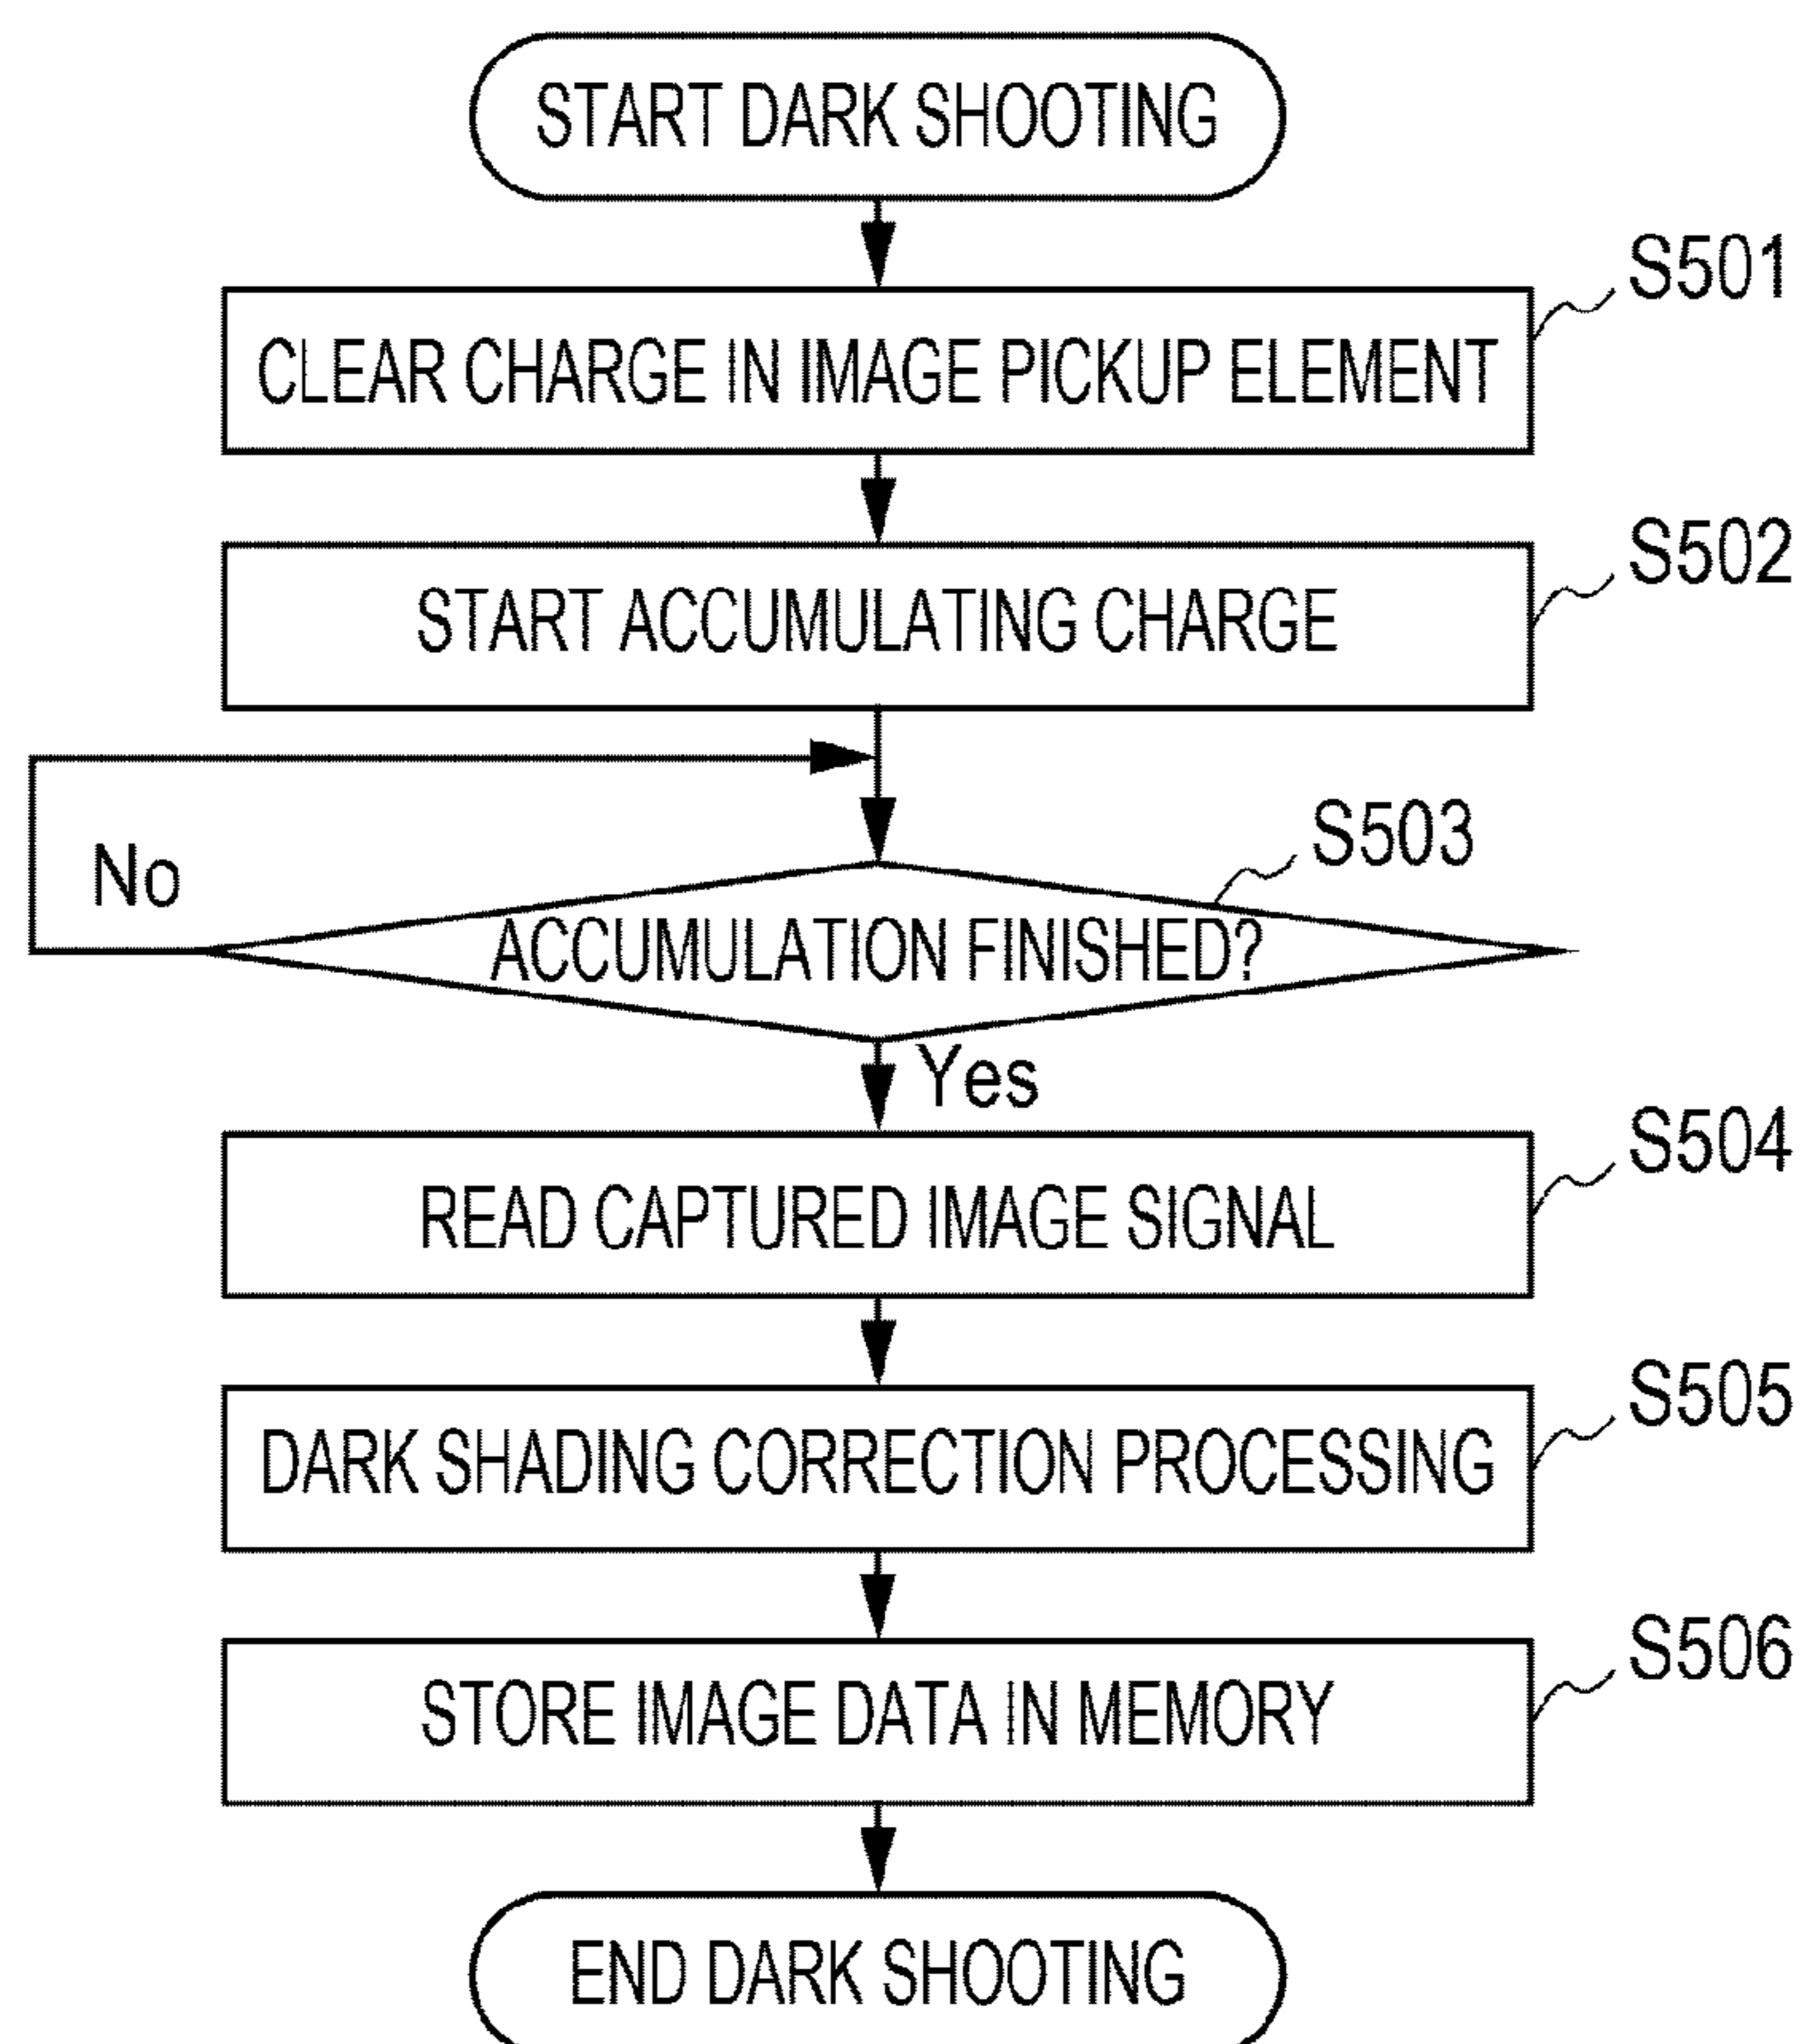 START DARK SHOOTING
S501
CLEAR CHARGE IN IMAGE PICKUP ELEMENT
S502
START ACCUMULATING CHARGE
S503
No
ACCUMULATION FINISHED?
Yes
S504
READ CAPTURED IMAGE SIGNAL
S505
DARK SHADING CORRECTION PROCESSING
S506
STORE IMAGE DATA IN MEMORY
END DARK SHOOTING